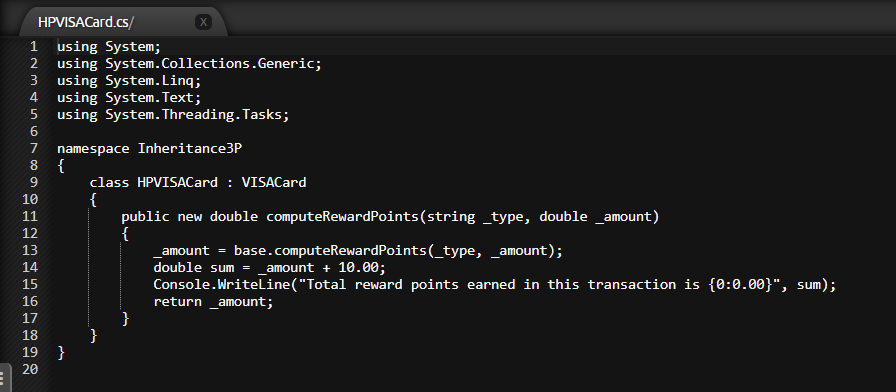 HPVISACard.cs/ X
1 using System;
2 using System.Collections.Generic;
3 using System.Linq;
4 using System.Text;
5 using System.Threading.Tasks;
6
7 namespace Inheritance3P
8 {
9     class HPVISACard : VISACard
10     {
11         public new double computeRewardPoints(string _type, double _amount)
12         {
13             _amount = base.computeRewardPoints(_type, _amount);
14             double sum = _amount + 10.00;
15             Console.WriteLine("Total reward points earned in this transaction is {0:0.00}", sum);
16             return _amount;
17         }
18     }
19 }
20